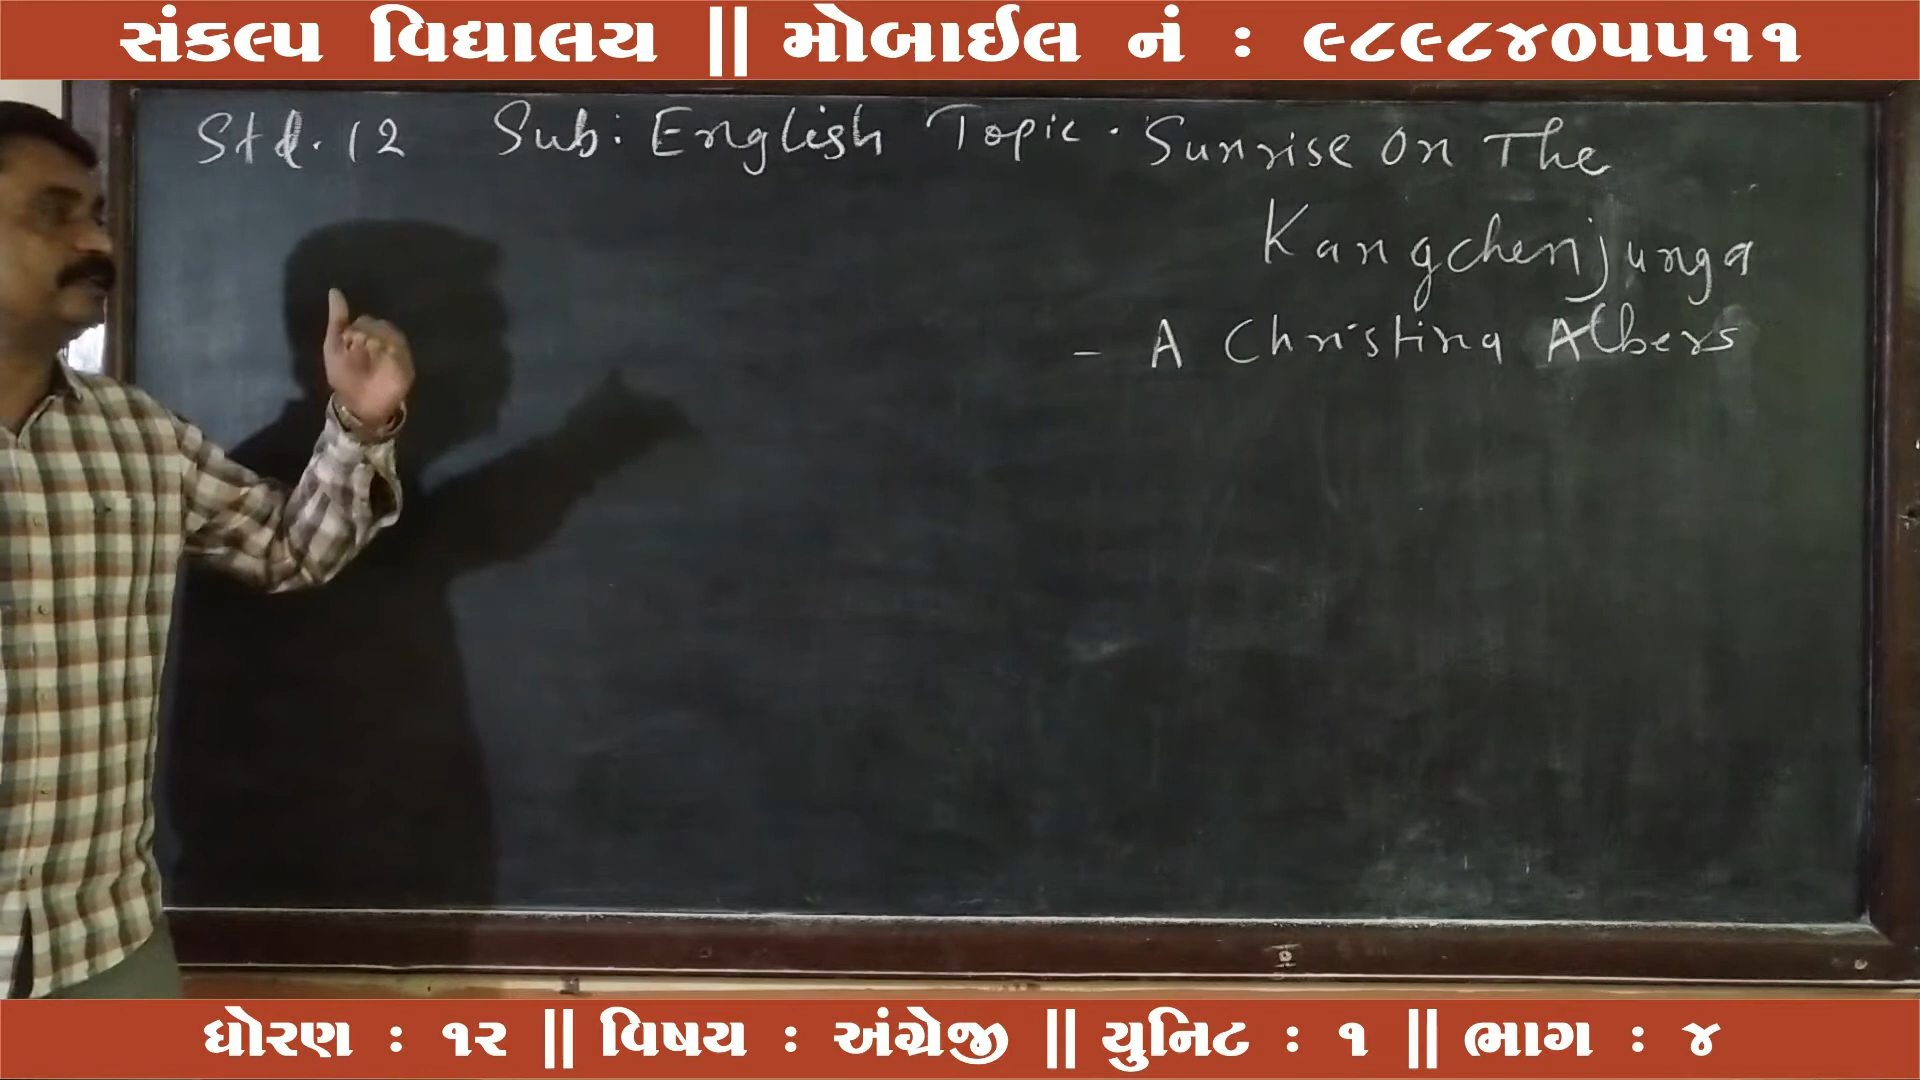 સંકલ્પ વિદ્યાલય || મોબાઈલ નં : ૯૮૯૮૪૦૫૫૧૧
Std. 12 Sub: English Topic. Sunrise On The
Kangchenjunga
- A Christina Albers
ધોરણ : ૧૨ || વિષય : અંગ્રેજી || યુનિટ : ૧ || ભાગ : ૪